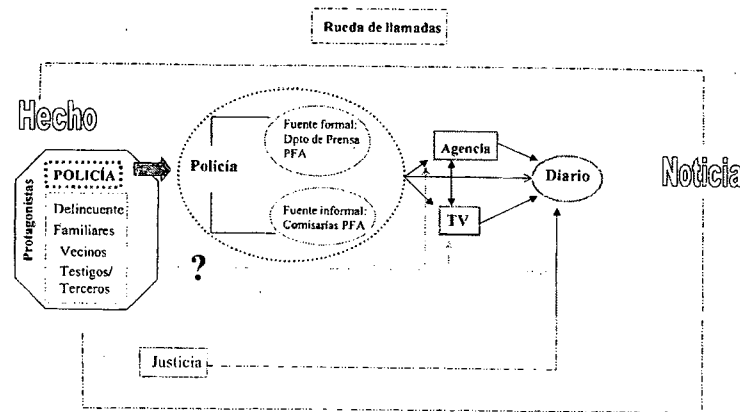 Rueda de llamadas
Hecho
Protagonistas
POLICÍA
Delincuente
Familiares
Vecinos
Testigos/
Terceros
Policía
Fuente formal:
Dpto de Prensa
PFA
Fuente informal:
Comisarías PFA
?
Agencia
TV
Diario
Noticia
Justicia